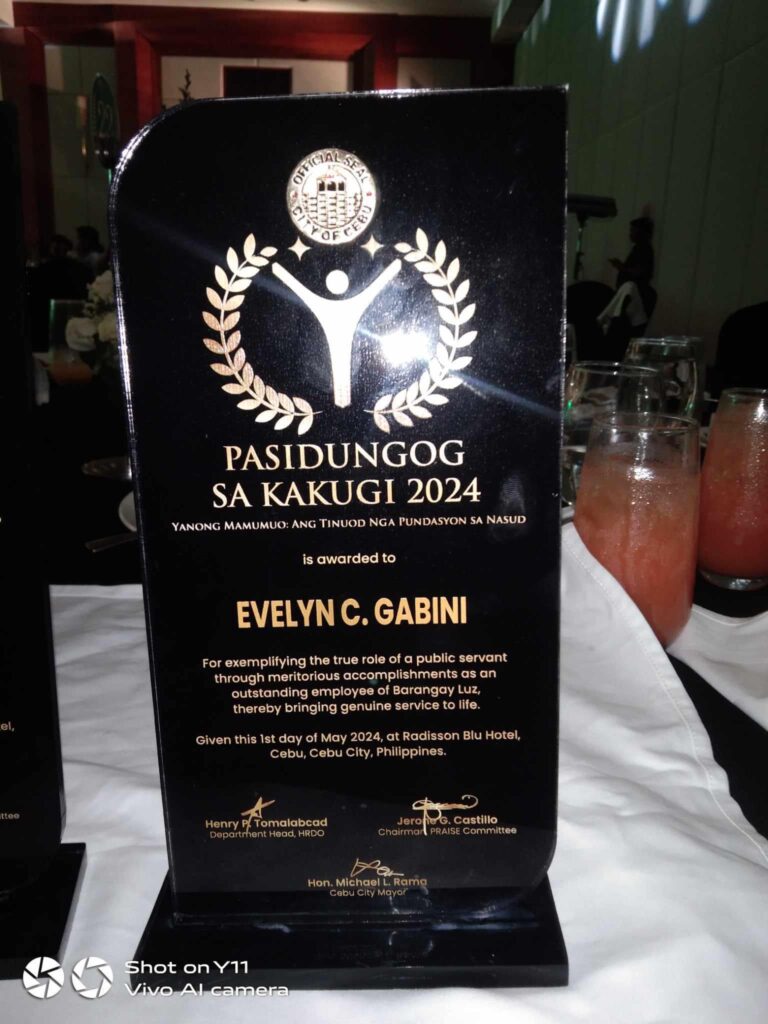 OFFICIAL SEAL
CITY OF CEBU
PASIDUNGOG
SA KAKUGI 2024
YANONG MAMUMUO: ANG TINUOD NGA PUNDASYON SA NASUD
is awarded to
EVELYN C. GABINI
For exemplifying the true role of a public servant
through meritorious accomplishments as an
outstanding employee of Barangay Luz,
thereby bringing genuine service to life.
Given this 1st day of May 2024, at Radisson Blu Hotel,
Cebu, Cebu City, Philippines.
Henry P. Tomalabcad
Department Head, HRDO
Jerone G. Castillo
Chairman, PRAISE Committee
Hon. Michael L. Rama
Cebu City Mayor
Shot on Y11
Vivo AI camera